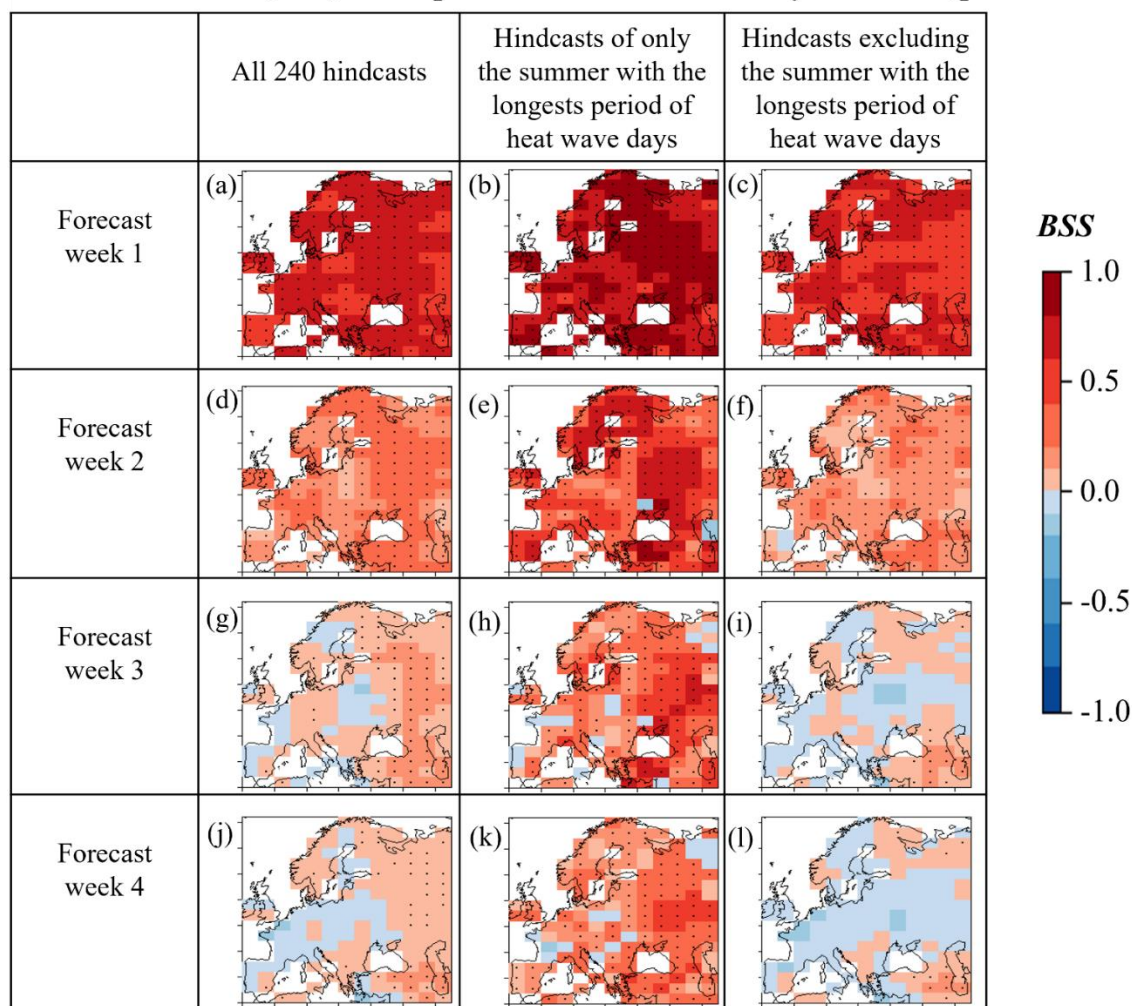 All 240 hindcasts
Hindcasts of only
the summer with the
longests period of
heat wave days
Hindcasts excluding
the summer with the
longests period of
heat wave days
Forecast
week 1
(a)
(b)
(c)
Forecast
week 2
(d)
(e)
(f)
Forecast
week 3
(g)
(h)
(i)
Forecast
week 4
(j)
(k)
(l)
BSS
1.0
0.5
0.0
-0.5
-1.0